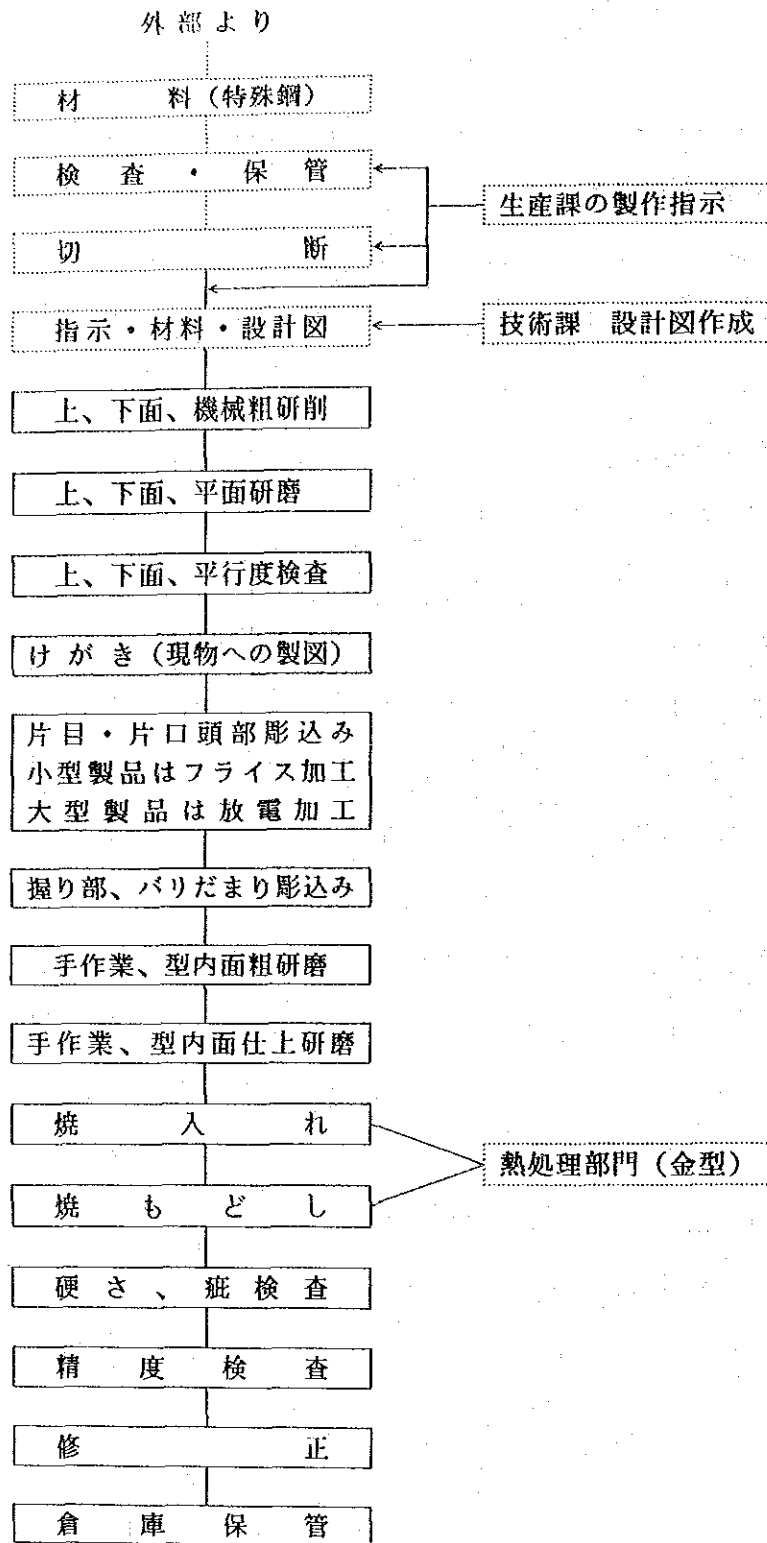 外部より
材料(特殊鋼)
検査・保管
生産課の製作指示
切断
指示・材料・設計図
技術課 設計図作成
上、下面、機械粗研削
上、下面、平面研磨
上、下面、平行度検査
けがき(現物への製図)
片目・片口頭部彫込み
小型製品はフライス加工
大型製品は放電加工
握り部、バリだまり彫込み
手作業、型内面粗研磨
手作業、型内面仕上研磨
焼入れ
熱処理部門(金型)
焼もどし
硬さ、疵検査
精度検査
修正
倉庫保管